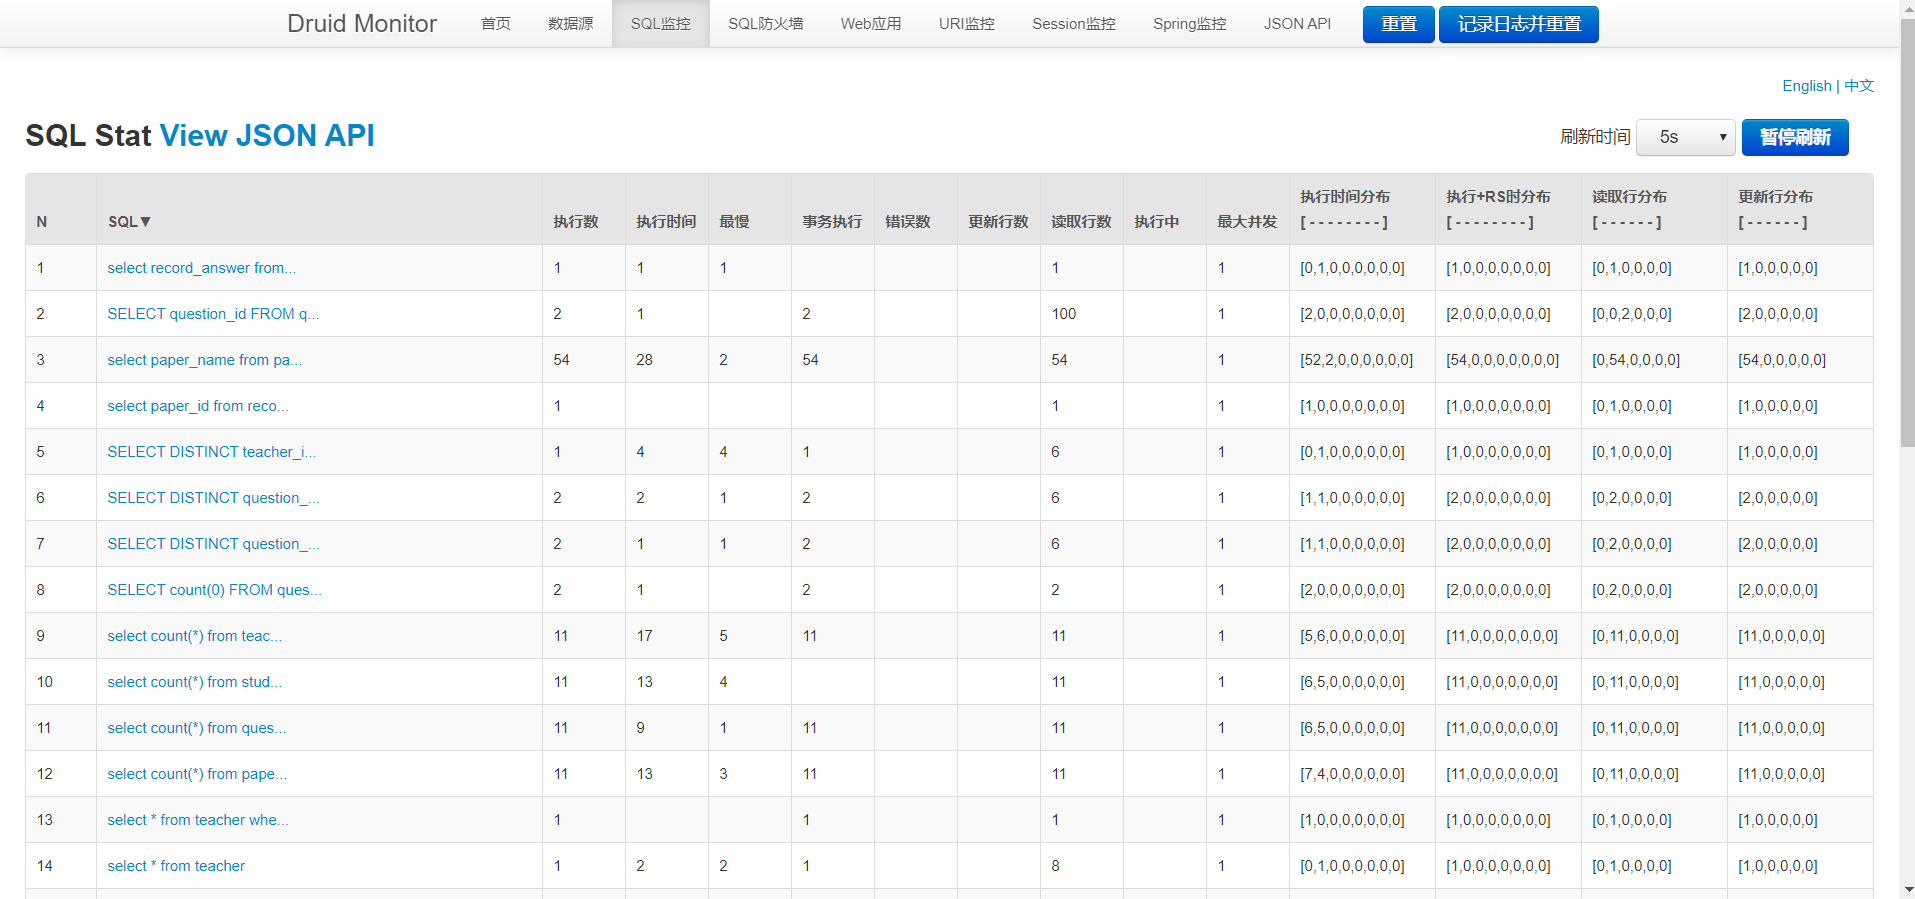 Druid Monitor 首页 数据源 SQL监控 SQL防火墙 Web应用 URI监控 Session监控 Spring监控 JSON API 重置 记录日志并重置
English | 中文
SQL Stat View JSON API 刷新时间 5s 暂停刷新
N SQL▼ 执行数 执行时间 最慢 事务执行 错误数 更新行数 读取行数 执行中 最大并发 执行时间分布 [ - - - - - - - - ] 执行+RS时分布 [ - - - - - - - - ] 读取行分布 [ - - - - - - ] 更新行分布 [ - - - - - - ]
1 select record_answer from... 1 1 1 1 1 [0,1,0,0,0,0,0,0] [1,0,0,0,0,0,0,0] [0,1,0,0,0,0] [1,0,0,0,0,0]
2 SELECT question_id FROM q... 2 1 2 100 1 [2,0,0,0,0,0,0,0] [2,0,0,0,0,0,0,0] [0,0,2,0,0,0] [2,0,0,0,0,0]
3 select paper_name from pa... 54 28 2 54 54 1 [52,2,0,0,0,0,0,0] [54,0,0,0,0,0,0,0] [0,54,0,0,0,0] [54,0,0,0,0,0]
4 select paper_id from reco... 1 1 1 [1,0,0,0,0,0,0,0] [1,0,0,0,0,0,0,0] [0,1,0,0,0,0] [1,0,0,0,0,0]
5 SELECT DISTINCT teacher_i... 1 4 4 1 6 1 [0,1,0,0,0,0,0,0] [1,0,0,0,0,0,0,0] [0,1,0,0,0,0] [1,0,0,0,0,0]
6 SELECT DISTINCT question_... 2 2 1 2 6 1 [1,1,0,0,0,0,0,0] [2,0,0,0,0,0,0,0] [0,2,0,0,0,0] [2,0,0,0,0,0]
7 SELECT DISTINCT question_... 2 1 1 2 6 1 [1,1,0,0,0,0,0,0] [2,0,0,0,0,0,0,0] [0,2,0,0,0,0] [2,0,0,0,0,0]
8 SELECT count(0) FROM ques... 2 1 2 2 1 [2,0,0,0,0,0,0,0] [2,0,0,0,0,0,0,0] [0,2,0,0,0,0] [2,0,0,0,0,0]
9 select count(*) from teac... 11 17 5 11 11 1 [5,6,0,0,0,0,0,0] [11,0,0,0,0,0,0,0] [0,11,0,0,0,0] [11,0,0,0,0,0]
10 select count(*) from stud... 11 13 4 11 1 [6,5,0,0,0,0,0,0] [11,0,0,0,0,0,0,0] [0,11,0,0,0,0] [11,0,0,0,0,0]
11 select count(*) from ques... 11 9 1 11 11 1 [6,5,0,0,0,0,0,0] [11,0,0,0,0,0,0,0] [0,11,0,0,0,0] [11,0,0,0,0,0]
12 select count(*) from pape... 11 13 3 11 11 1 [7,4,0,0,0,0,0,0] [11,0,0,0,0,0,0,0] [0,11,0,0,0,0] [11,0,0,0,0,0]
13 select * from teacher whe... 1 1 1 1 [1,0,0,0,0,0,0,0] [1,0,0,0,0,0,0,0] [0,1,0,0,0,0] [1,0,0,0,0,0]
14 select * from teacher 1 2 2 1 8 1 [0,1,0,0,0,0,0,0] [1,0,0,0,0,0,0,0] [0,1,0,0,0,0] [1,0,0,0,0,0]